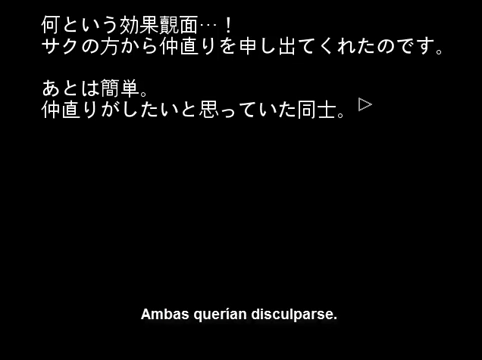 何という効果覿面…！
サクの方から仲直りを申し出てくれたのです。
あとは簡単。
仲直りがしたいと思っていた同士。
Ambas querían disculparse.